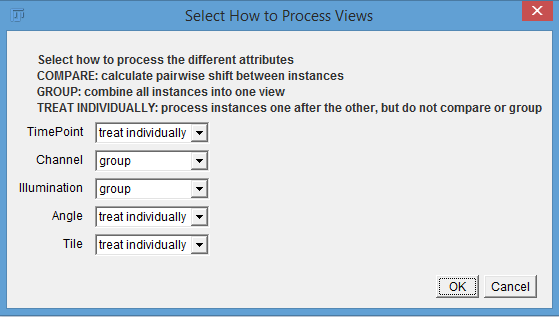 Select How to Process Views
Select how to process the different attributes
COMPARE: calculate pairwise shift between instances
GROUP: combine all instances into one view
TREAT INDIVIDUALLY: process instances one after the other, but do not compare or group
TimePoint treat individually
Channel group
Illumination group
Angle treat individually
Tile treat individually
OK Cancel